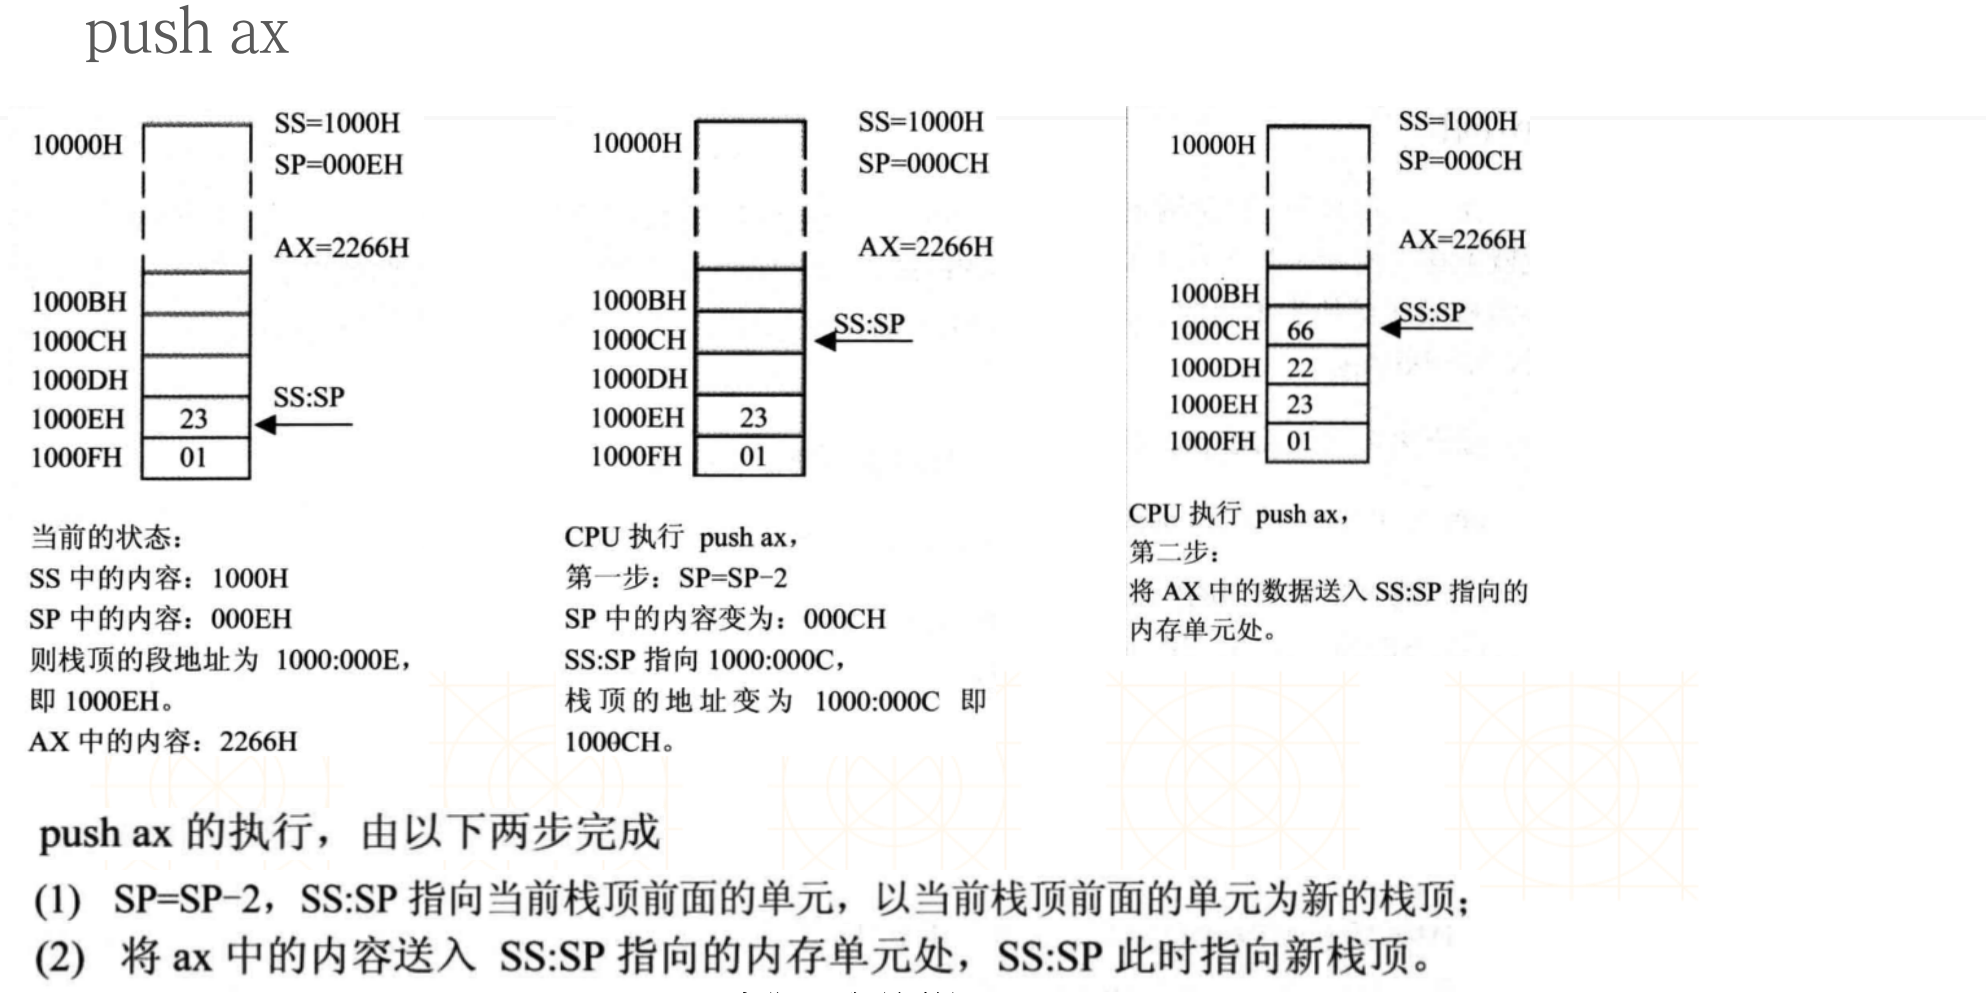 push ax
10000H
SS=1000H
SP=000EH
AX=2266H
1000BH
1000CH
1000DH
SS:SP
1000EH 23
1000FH 01
当前的状态：
SS 中的内容：1000H
SP 中的内容：000EH
则栈顶的段地址为 1000:000E，
即 1000EH。
AX 中的内容：2266H
10000H
SS=1000H
SP=000CH
AX=2266H
1000BH
SS:SP
1000CH
1000DH
1000EH 23
1000FH 01
CPU 执行 push ax，
第一步：SP=SP-2
SP 中的内容变为：000CH
SS:SP 指向 1000:000C，
栈顶的地址变为 1000:000C 即
1000CH。
10000H
SS=1000H
SP=000CH
AX=2266H
1000BH
SS:SP
1000CH 66
1000DH 22
1000EH 23
1000FH 01
CPU 执行 push ax，
第二步：
将 AX 中的数据送入 SS:SP 指向的
内存单元处。
push ax 的执行，由以下两步完成
(1) SP=SP-2，SS:SP 指向当前栈顶前面的单元，以当前栈顶前面的单元为新的栈顶；
(2) 将 ax 中的内容送入 SS:SP 指向的内存单元处，SS:SP 此时指向新栈顶。